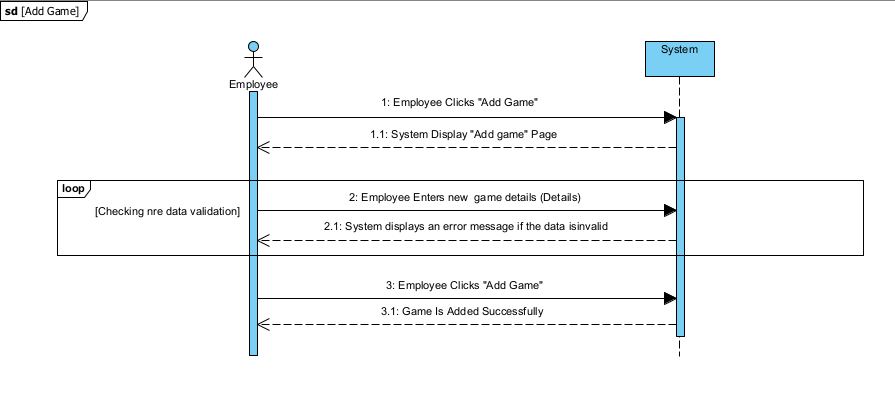 sd [Add Game]
Employee
System
1: Employee Clicks "Add Game"
1.1: System Display "Add game" Page
loop
[Checking nre data validation]
2: Employee Enters new  game details (Details)
2.1: System displays an error message if the data isinvalid
3: Employee Clicks "Add Game"
3.1: Game Is Added Successfully